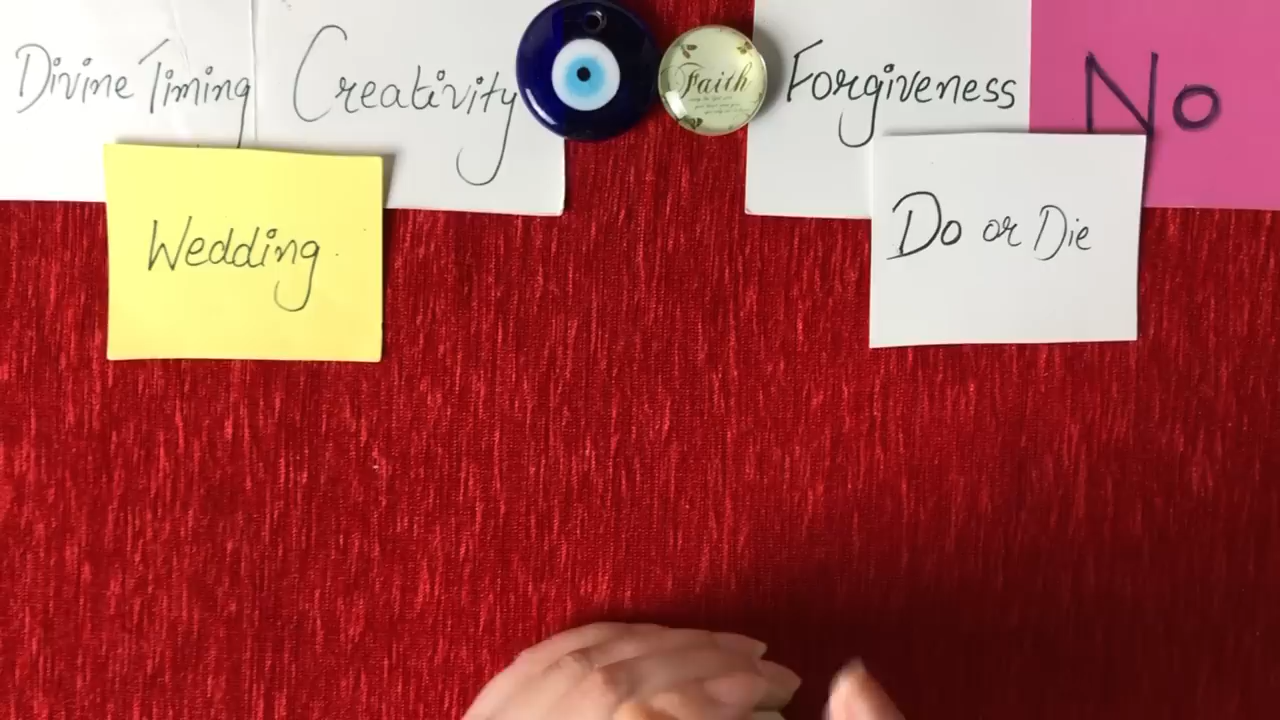 Divine Timing
Creativity
Faith
Forgiveness
No
Wedding
Do or Die